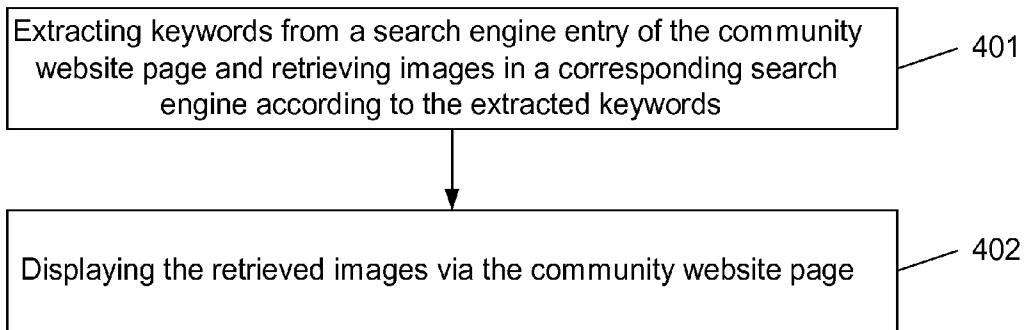 Extracting keywords from a search engine entry of the community
website page and retrieving images in a corresponding search
engine according to the extracted keywords
401
Displaying the retrieved images via the community website page
402